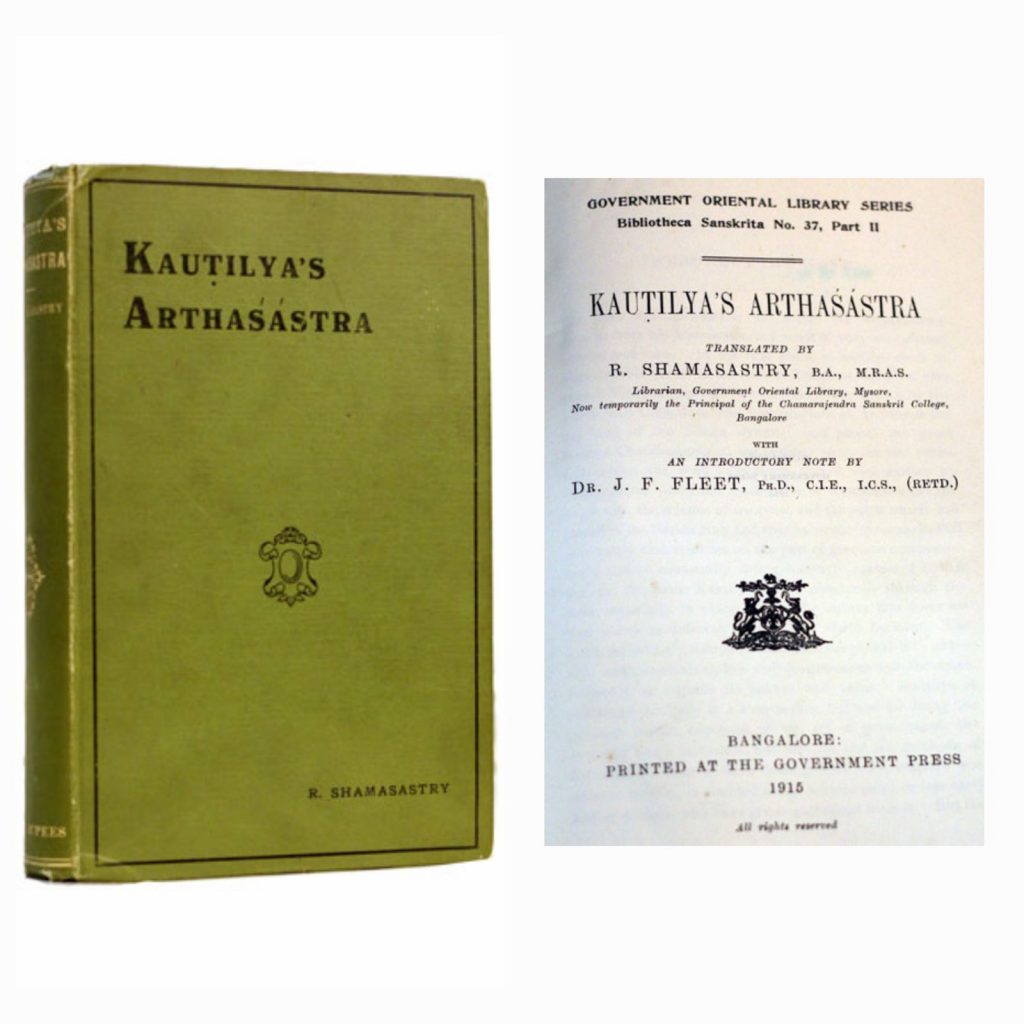 KAUṬILYA'S
ARTHAŚÁSTRA
R. SHAMASASTRY
GOVERNMENT ORIENTAL LIBRARY SERIES
Bibliotheca Sanskrita No. 37, Part II
KAUṬILYA'S ARTHAŚÁSTRA
TRANSLATED BY
R. SHAMASASTRY, B.A., M.R.A.S.
Librarian, Government Oriental Library, Mysore,
Now temporarily the Principal of the Chamarajendra Sanskrit College,
Bangalore
WITH
AN INTRODUCTORY NOTE BY
DR. J. F. FLEET, PH.D., C.I.E., I.C.S., (RETD.)
BANGALORE:
PRINTED AT THE GOVERNMENT PRESS
1915
All rights reserved